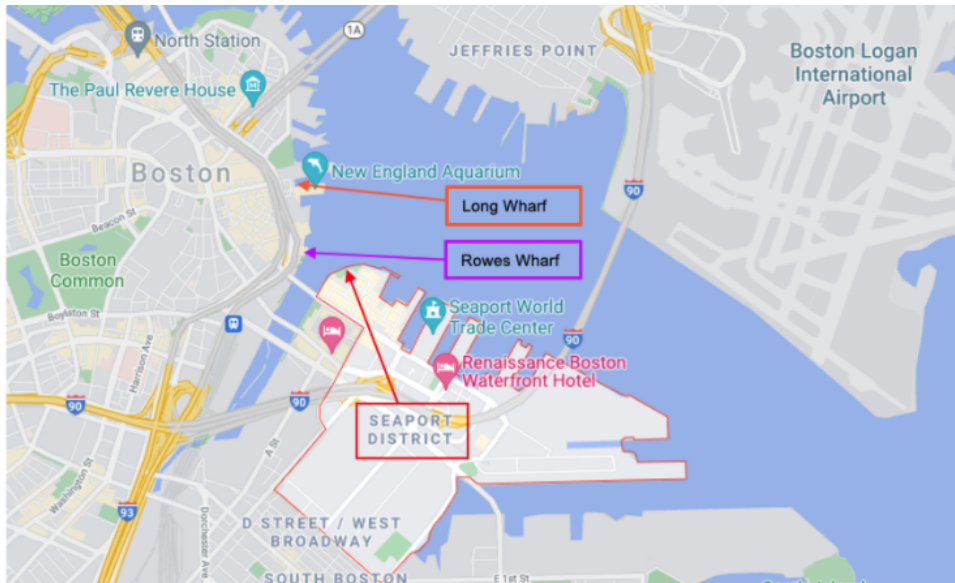 North Station
1A
JEFFRIES POINT
Boston Logan
International
Airport
The Paul Revere House
Boston
New England Aquarium
90
Long Wharf
Beacon St
Rowes Wharf
Boston
Common
Seaport World
Trade Center
Boylston St
90
Harrison Ave
Renaissance Boston
Waterfront Hotel
90
90
SEAPORT
DISTRICT
A St
Washington St
93
Dorchester Ave
D STREET / WEST
BROADWAY
SOUTH BOSTON
E 1st St